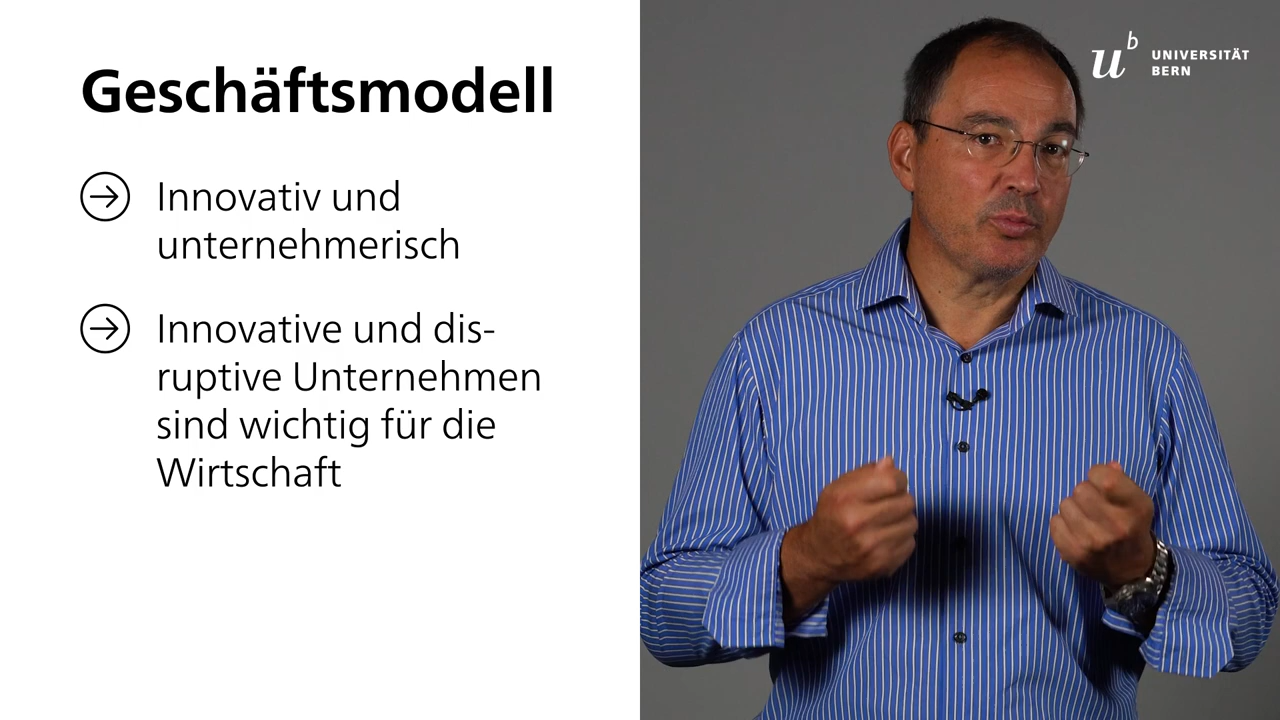 Geschäftsmodell
Innovativ und
unternehmerisch
Innovative und dis-
ruptive Unternehmen
sind wichtig für die
Wirtschaft
u b UNIVERSITÄT
BERN